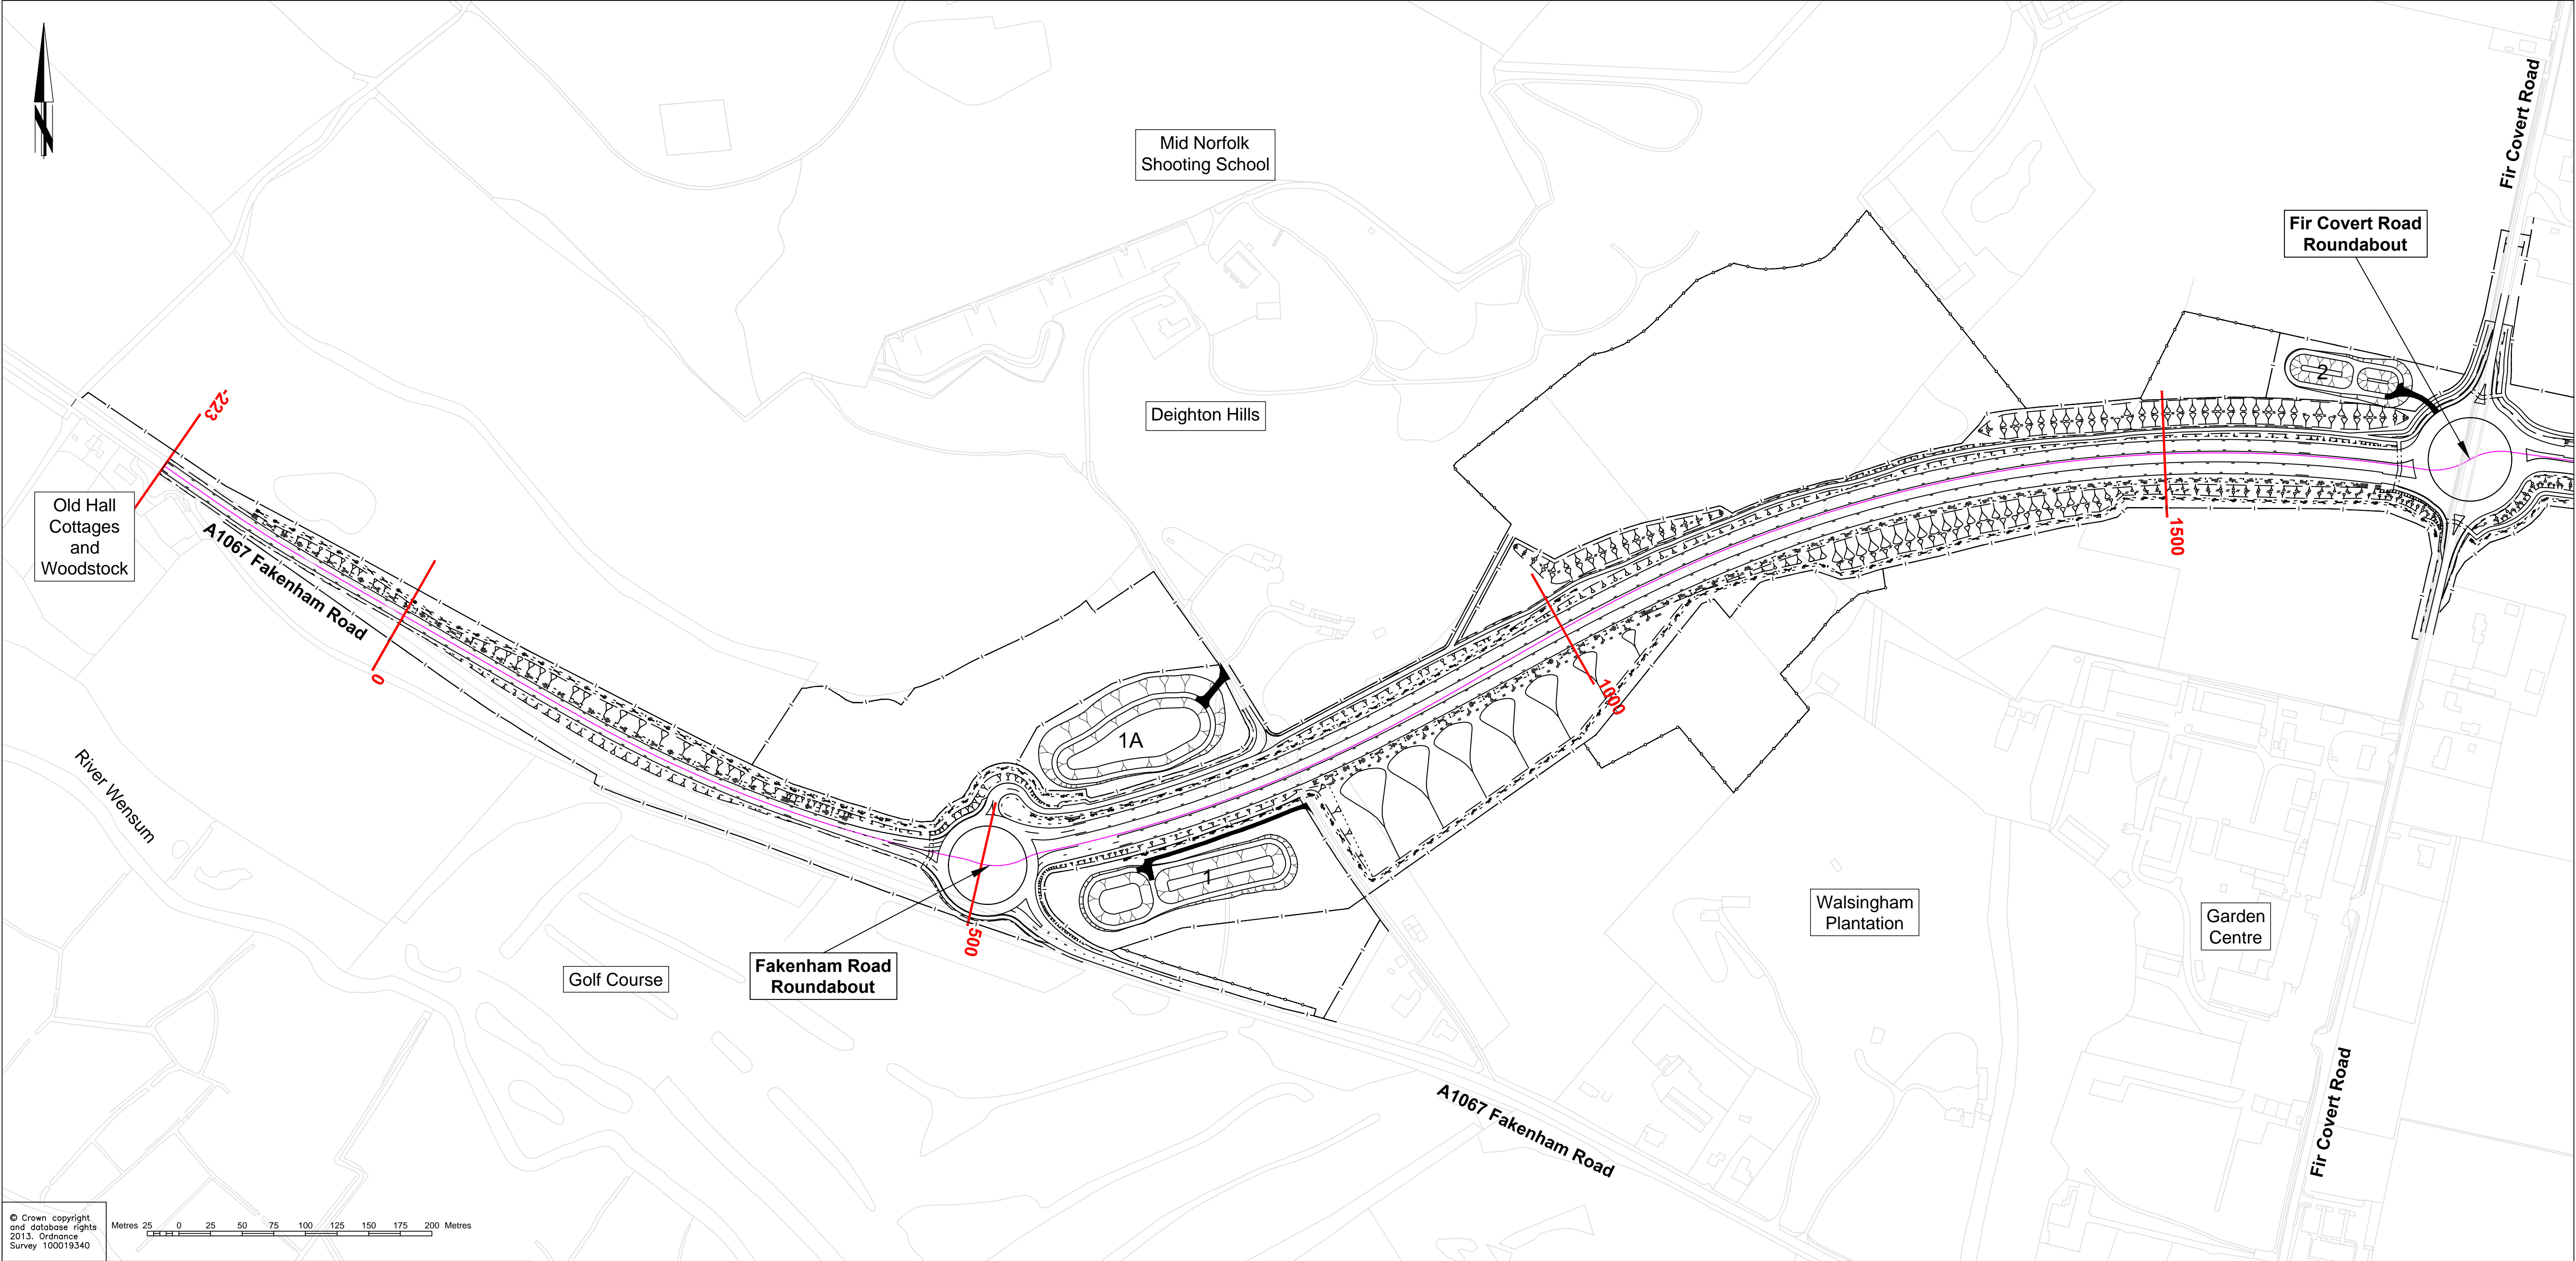 N
Mid Norfolk
Shooting School
Fir Covert Road
Fir Covert Road
Roundabout
2
-223
Deighton Hills
Old Hall
Cottages
and
Woodstock
A1067 Fakenham Road
0
1500
1000
1A
River Wensum
1
500
Walsingham
Plantation
Garden
Centre
Fakenham Road
Roundabout
Golf Course
A1067 Fakenham Road
Fir Covert Road
© Crown copyright
and database rights
2013. Ordnance
Survey 100019340
Metres 25 0 25 50 75 100 125 150 175 200 Metres